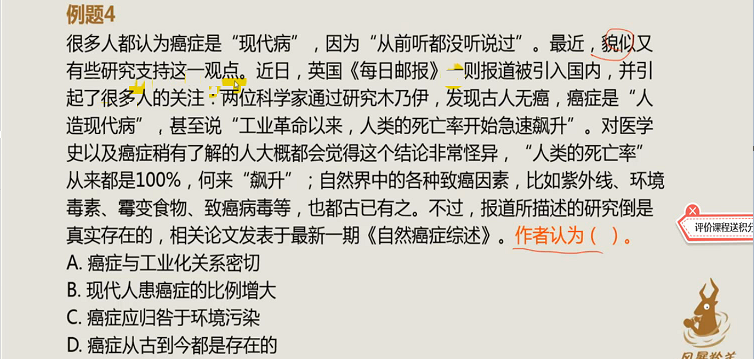 例题4
很多人都认为癌症是“现代病”，因为“从前听都没听说过”。最近，貌似又
有些研究支持这一观点。近日，英国《每日邮报》一则报道被引入国内，并引
起了很多人的关注：两位科学家通过研究木乃伊，发现古人无癌，癌症是“人
造现代病”，甚至说“工业革命以来，人类的死亡率开始急速飙升”。对医学
史以及癌症稍有了解的人大概都会觉得这个结论非常怪异，“人类的死亡率”
从来都是100%，何来“飙升”；自然界中的各种致癌因素，比如紫外线、环境
毒素、霉变食物、致癌病毒等，也都古已有之。不过，报道所描述的研究倒是
真实存在的，相关论文发表于最新一期《自然癌症综述》。作者认为（ ）。
A. 癌症与工业化关系密切
B. 现代人患癌症的比例增大
C. 癌症应归咎于环境污染
D. 癌症从古到今都是存在的
评价课程送积分